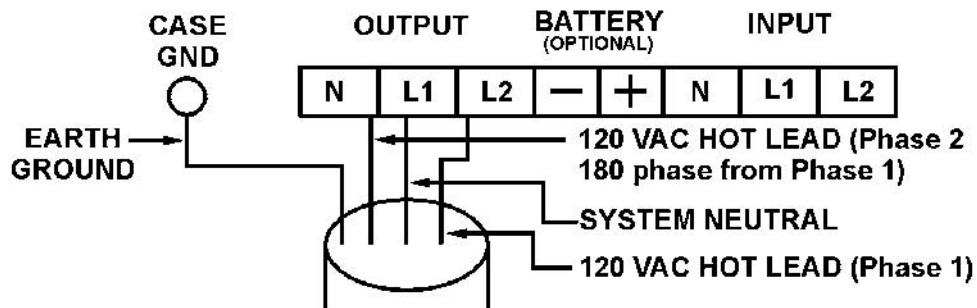 CASE GND
OUTPUT
BATTERY
(OPTIONAL)
INPUT
N L1 L2 — + N L1 L2
EARTH GROUND
120 VAC HOT LEAD (Phase 2
180 phase from Phase 1)
SYSTEM NEUTRAL
120 VAC HOT LEAD (Phase 1)